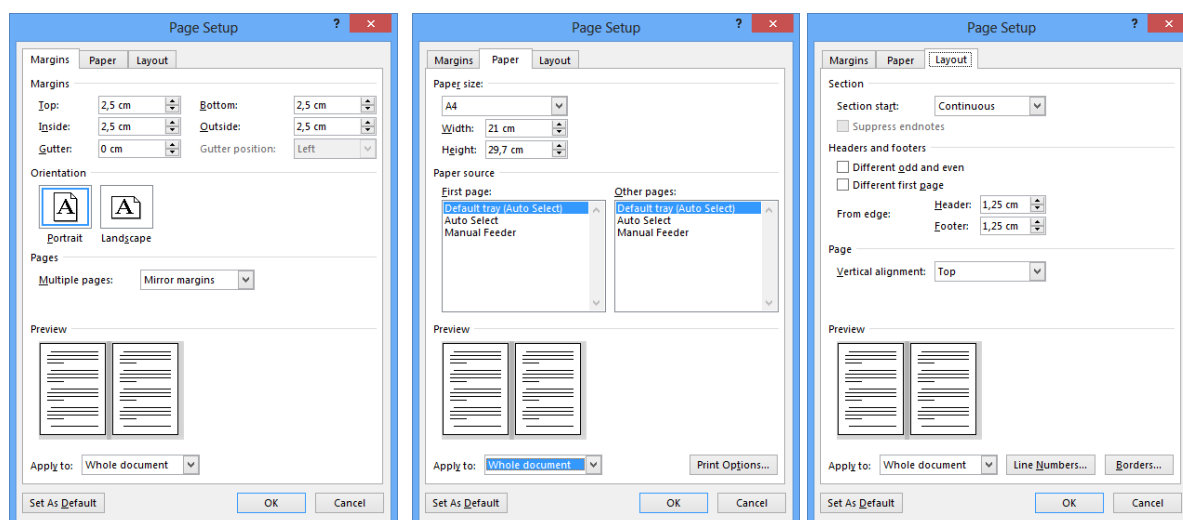 Page Setup ? ×
Margins Paper Layout
Margins
Top: 2,5 cm Bottom: 2,5 cm
Inside: 2,5 cm Outside: 2,5 cm
Gutter: 0 cm Gutter position: Left
Orientation
A A
Portrait Landscape
Pages
Multiple pages: Mirror margins
Preview
Apply to: Whole document
Set As Default OK Cancel
Page Setup ? ×
Margins Paper Layout
Paper size:
A4
Width: 21 cm
Height: 29,7 cm
Paper source
First page: Other pages:
Default tray (Auto Select) Default tray (Auto Select)
Auto Select Auto Select
Manual Feeder Manual Feeder
Preview
Apply to: Whole document Print Options...
Set As Default OK Cancel
Page Setup ? ×
Margins Paper Layout
Section
Section start: Continuous
Suppress endnotes
Headers and footers
Different odd and even
Different first page
From edge: Header: 1,25 cm
Footer: 1,25 cm
Page
Vertical alignment: Top
Preview
Apply to: Whole document Line Numbers... Borders...
Set As Default OK Cancel